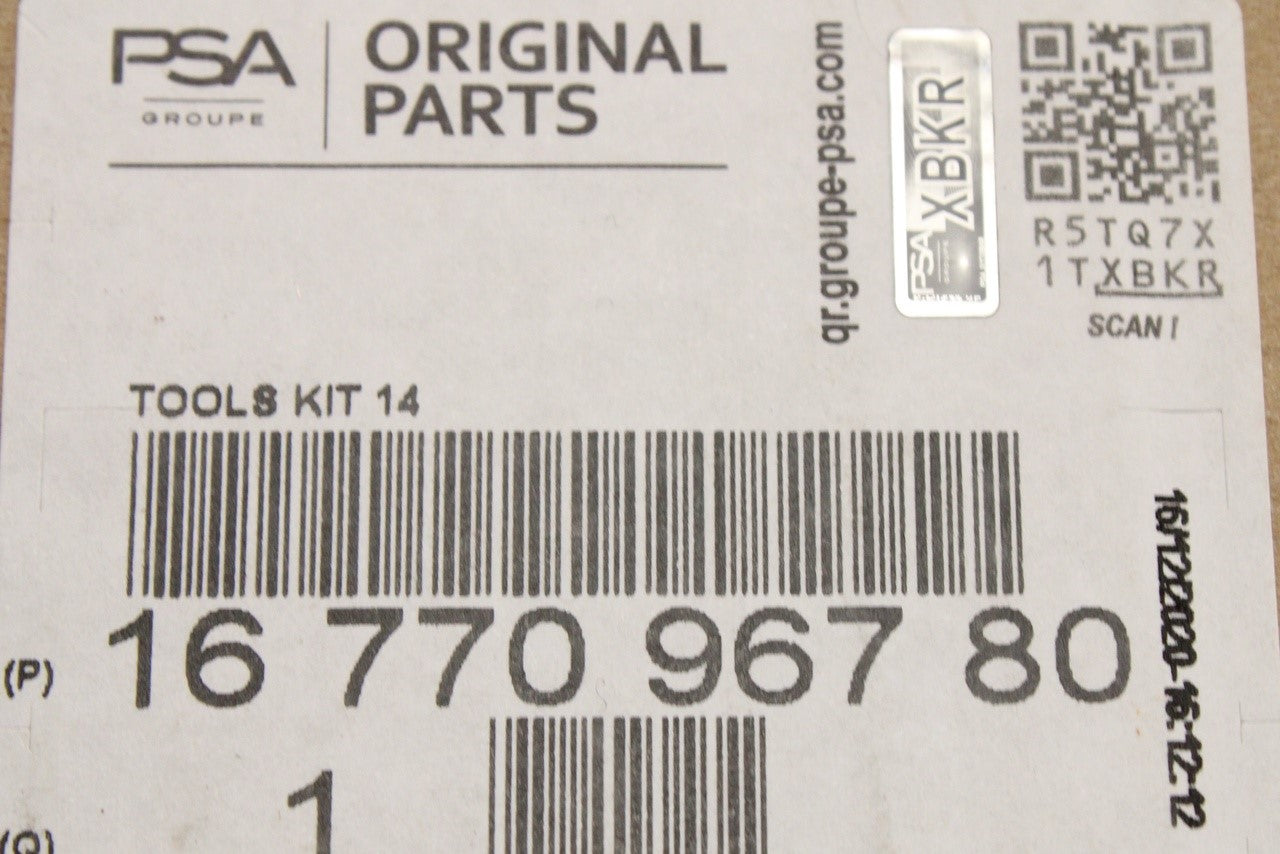 PSA
GROUPE
ORIGINAL
PARTS
qr.groupe-psa.com
XBKR
PSA
GROUPE
R5TQ7X
1TXBKR
SCAN !
TOOLS KIT 14
(P) 16 770 967 80
16/12/2020-16:12:12
(Q) 1